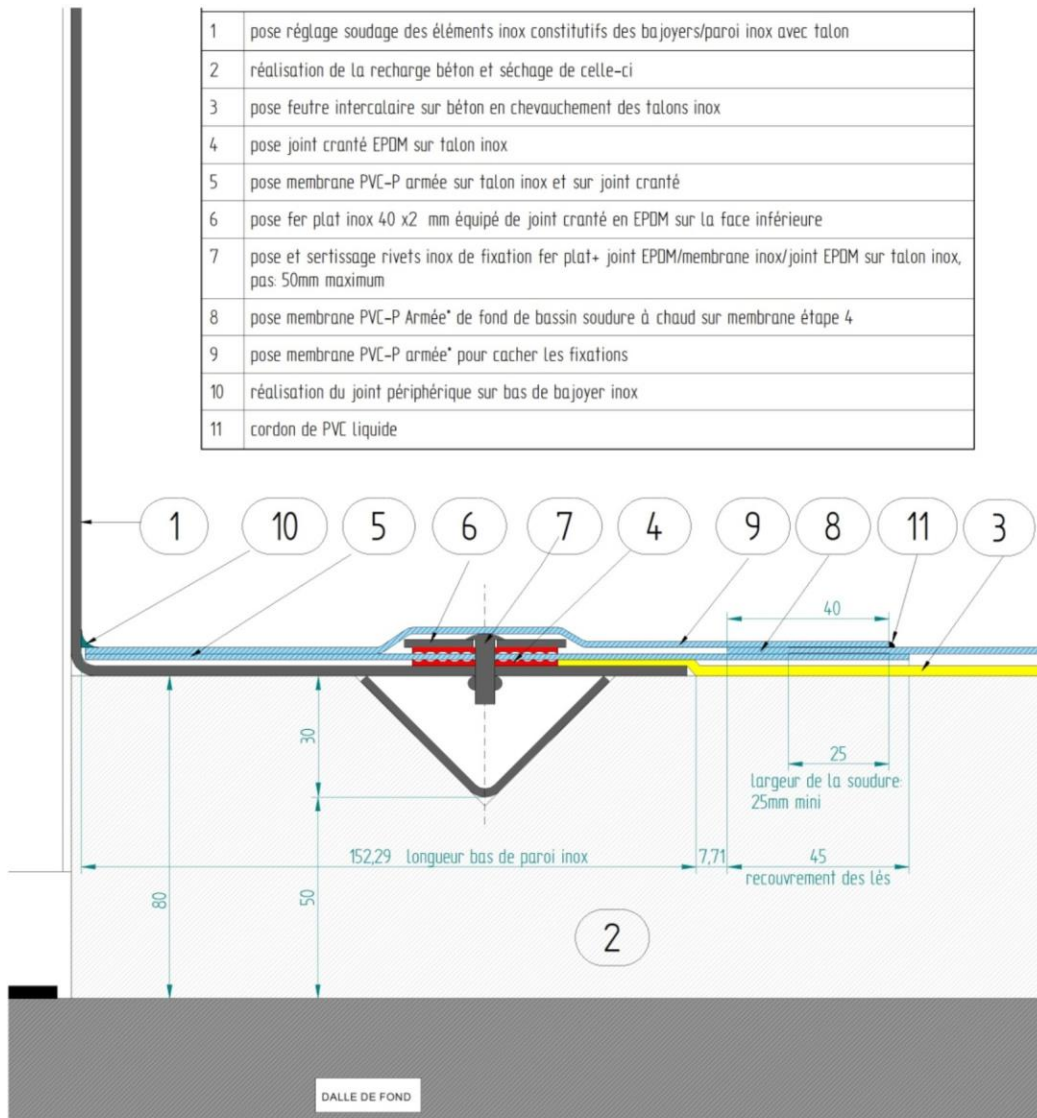 1 pose réglage soudage des éléments inox constitutifs des bajoyers/paroi inox avec talon
2 réalisation de la recharge béton et séchage de celle-ci
3 pose feutre intercalaire sur béton en chevauchement des talons inox
4 pose joint cranté EPDM sur talon inox
5 pose membrane PVC-P armée sur talon inox et sur joint cranté
6 pose fer plat inox 40 x2 mm équipé de joint cranté en EPDM sur la face inférieure
7 pose et sertissage rivets inox de fixation fer plat+ joint EPDM/membrane inox/joint EPDM sur talon inox,
pas: 50mm maximum
8 pose membrane PVC-P Armée* de fond de bassin soudure à chaud sur membrane étape 4
9 pose membrane PVC-P armée* pour cacher les fixations
10 réalisation du joint périphérique sur bas de bajoyer inox
11 cordon de PVC liquide
1 10 5 6 7 4 9 8 11 3
40
30
25
largeur de la soudure:
25mm mini
152,29 longueur bas de paroi inox 7,71 45
recouvrement des lés
80
50
2
DALLE DE FOND